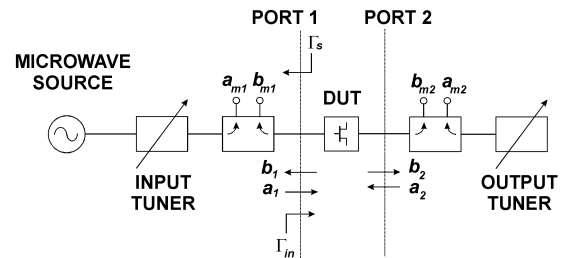 PORT 1
PORT 2
Γs
MICROWAVE
SOURCE
am1
bm1
DUT
bm2
am2
b1
a1
b2
a2
INPUT
TUNER
OUTPUT
TUNER
Γin